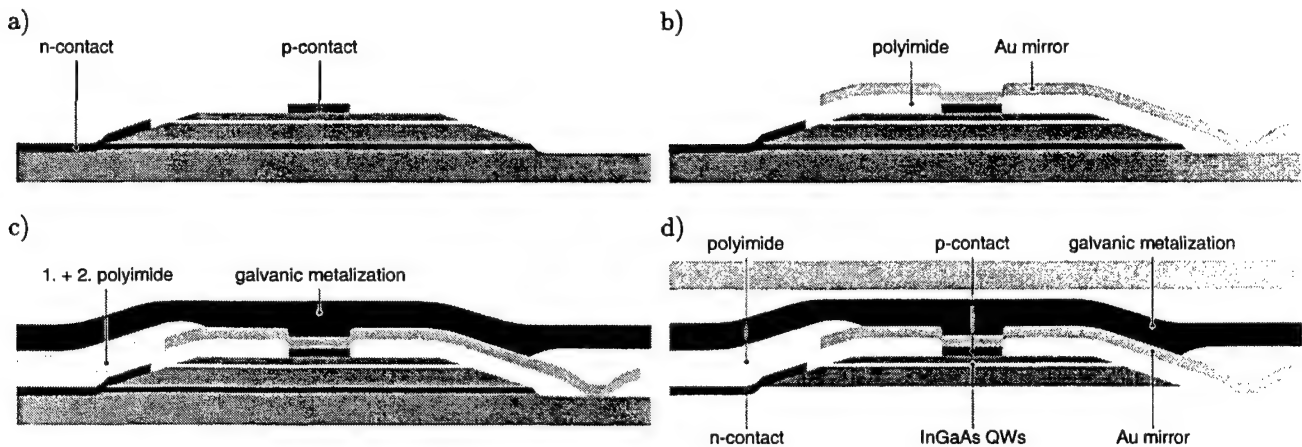 a)
n-contact
p-contact
b)
polyimide
Au mirror
c)
1. + 2. polyimide
galvanic metalization
d)
polyimide
p-contact
galvanic metalization
n-contact
InGaAs QWs
Au mirror